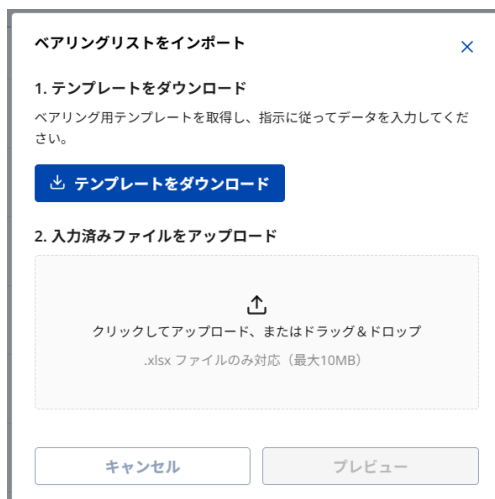 ベアリングリストをインポート
1. テンプレートをダウンロード
ベアリング用テンプレートを取得し、指示に従ってデータを入力してくだ
さい。
テンプレートをダウンロード
2. 入力済みファイルをアップロード
クリックしてアップロード、またはドラッグ＆ドロップ
.xlsx ファイルのみ対応（最大10MB）
キャンセル
プレビュー